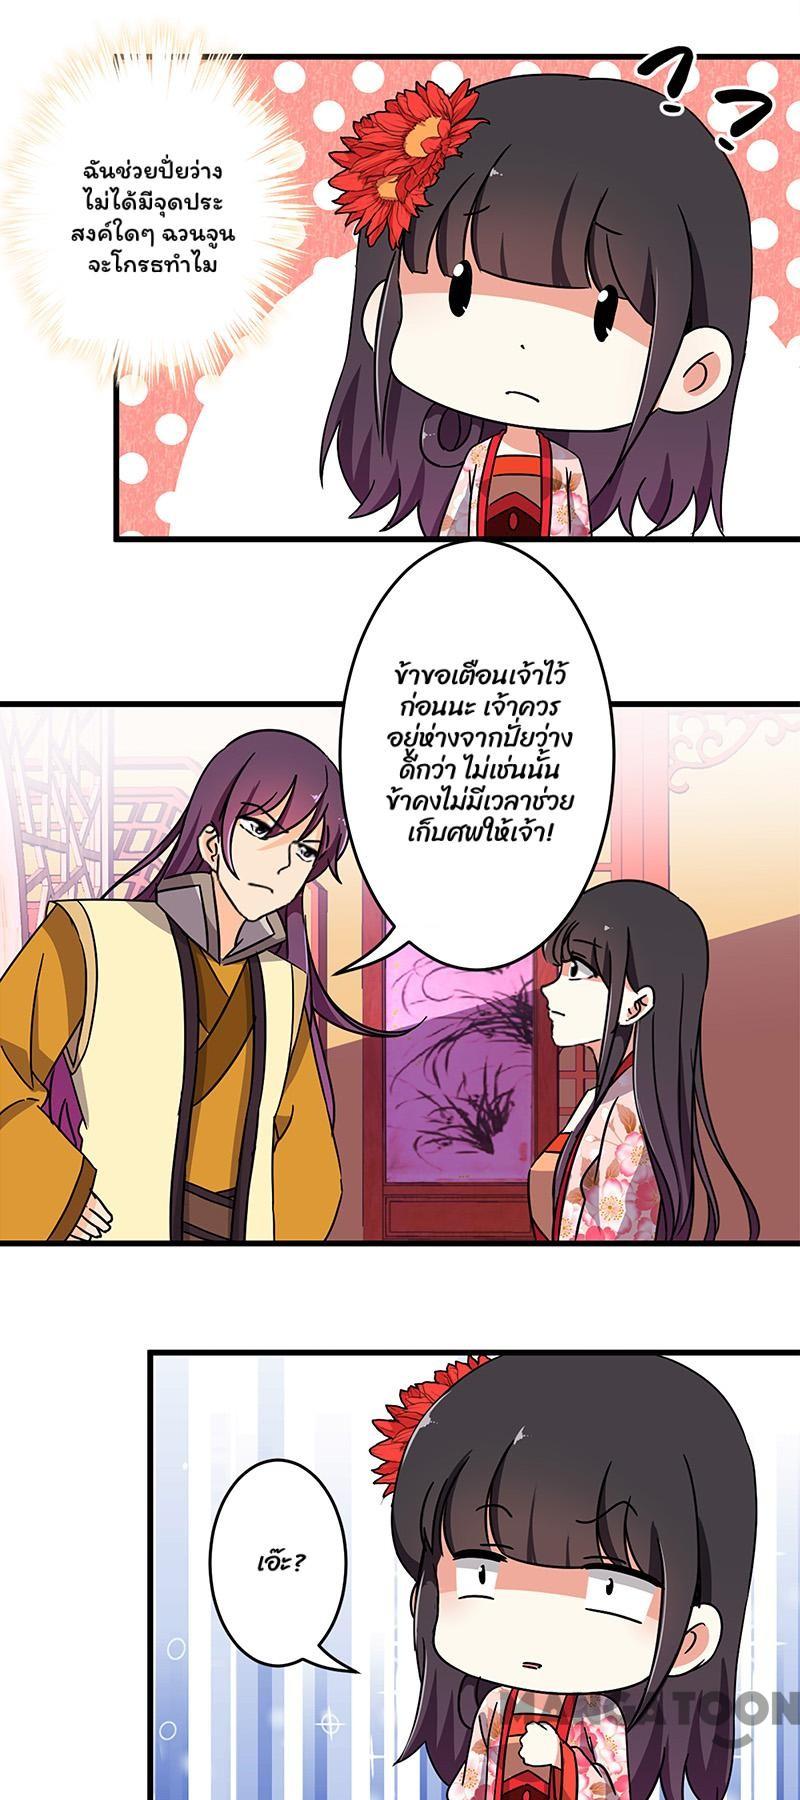 ??
ฉันช่วยปั่ยว่าง
ไม่ได้มีจุดประ
สงค์ใดๆ ฉวนจูน
จะโกรธทำไม
ข้าขอเตือนเจ้าไว้
ก่อนนะ เจ้าควร
อยู่ห่างจากปั่ยว่าง
ดีกว่า ไม่เช่นนั้น
ข้าคงไม่มีเวลาช่วย
เก็บศพให้เจ้า!
เอ๊ะ?
MANGATOON